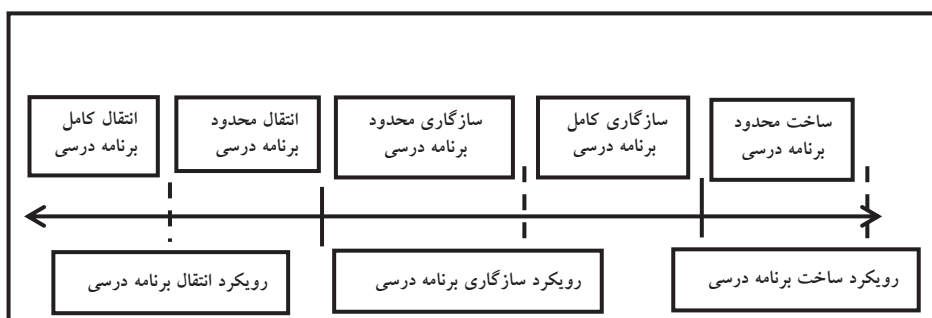 ساخت محدود
برنامه درسی
سازگاری کامل
برنامه درسی
سازگاری محدود
برنامه درسی
انتقال محدود
برنامه درسی
انتقال کامل
برنامه درسی
رویکرد ساخت برنامه درسی
رویکرد سازگاری برنامه درسی
رویکرد انتقال برنامه درسی